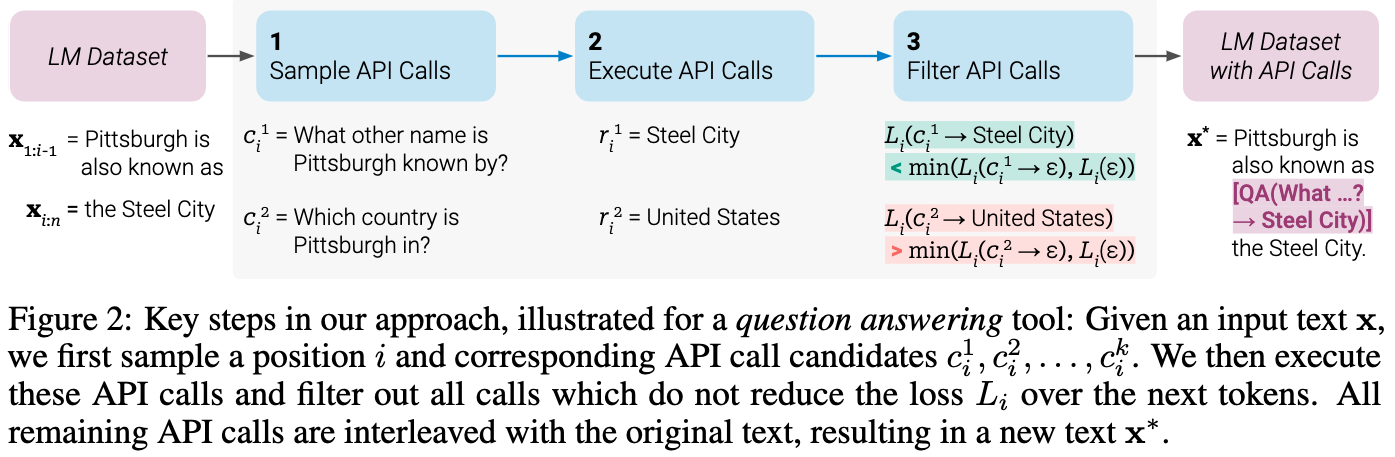 LM Dataset
1
Sample API Calls
2
Execute API Calls
3
Filter API Calls
LM Dataset
with API Calls
x₁:ᵢ₋₁ = Pittsburgh is
also known as
xᵢ:ₙ = the Steel City
cᵢ¹ = What other name is
Pittsburgh known by?
cᵢ² = Which country is
Pittsburgh in?
rᵢ¹ = Steel City
rᵢ² = United States
Lᵢ(cᵢ¹ → Steel City)
< min(Lᵢ(cᵢ¹ → ε), Lᵢ(ε))
Lᵢ(cᵢ² → United States)
> min(Lᵢ(cᵢ² → ε), Lᵢ(ε))
x* = Pittsburgh is
also known as
[QA(What ...?
→ Steel City)]
the Steel City.
Figure 2: Key steps in our approach, illustrated for a question answering tool: Given an input text x,
we first sample a position i and corresponding API call candidates cᵢ¹, cᵢ², . . . , cᵢᵏ. We then execute
these API calls and filter out all calls which do not reduce the loss Lᵢ over the next tokens. All
remaining API calls are interleaved with the original text, resulting in a new text x*.